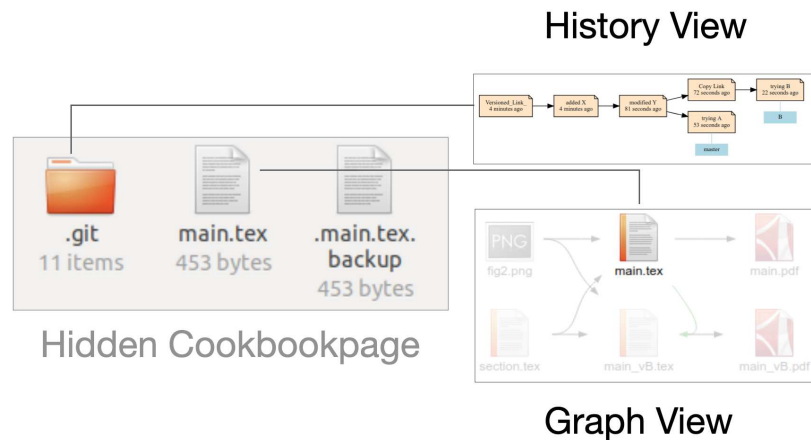 History View
Versioned_Link_
4 minutes ago
added X
4 minutes ago
modified Y
81 seconds ago
Copy Link
72 seconds ago
trying B
22 seconds ago
B
trying A
53 seconds ago
master
.git
11 items
main.tex
453 bytes
.main.tex.
backup
453 bytes
Hidden Cookbookpage
PNG
fig2.png
main.tex
main.pdf
section.tex
main_vB.tex
main_vB.pdf
Graph View